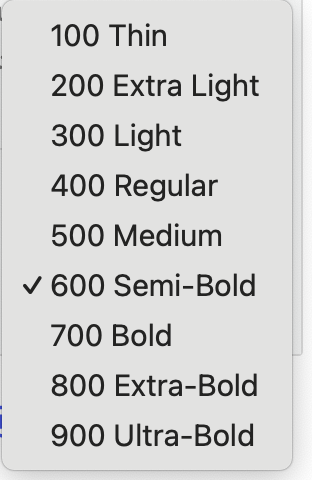 100 Thin
200 Extra Light
300 Light
400 Regular
500 Medium
✓ 600 Semi-Bold
700 Bold
800 Extra-Bold
900 Ultra-Bold